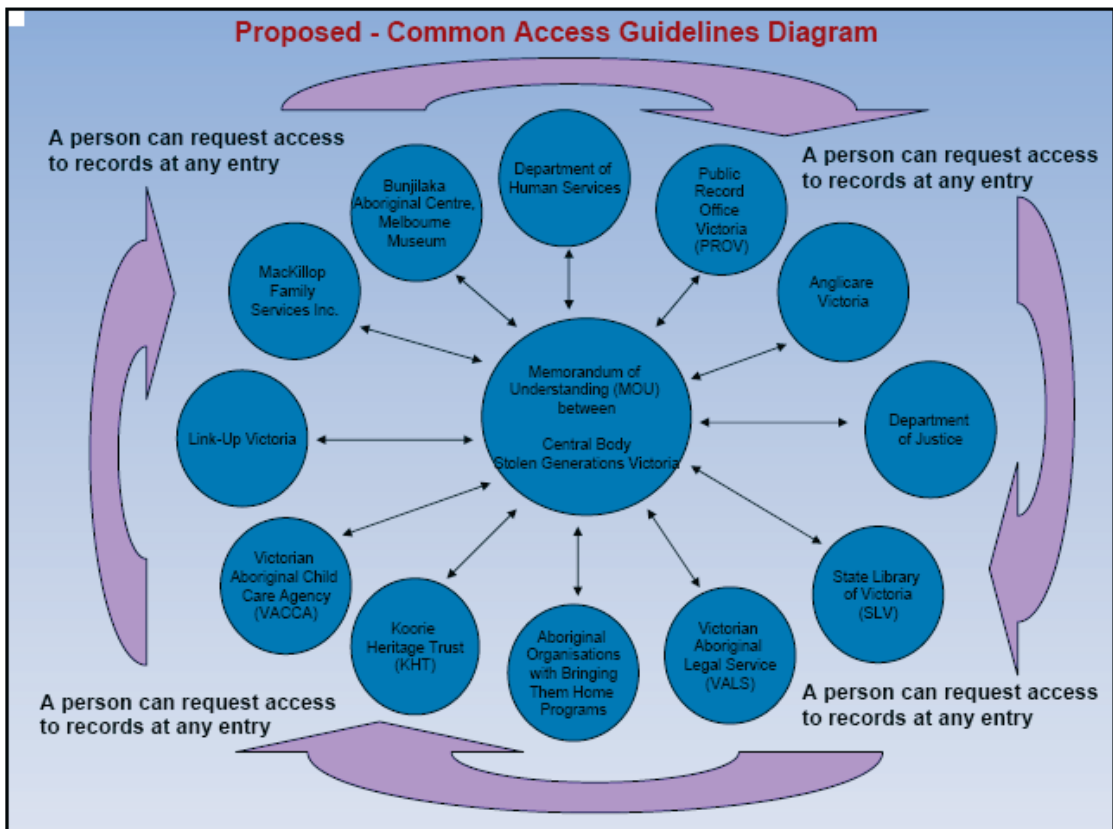 Proposed - Common Access Guidelines Diagram
A person can request access
to records at any entry
A person can request access
to records at any entry
Department of
Human Services
Bunjilaka
Aboriginal Centre,
Melbourne
Museum
Public
Record
Office
Victoria
(PROV)
MacKillop
Family
Services Inc.
Anglicare
Victoria
Memorandum of
Understanding (MOU)
between
Central Body
Stolen Generations Victoria
Link-Up Victoria
Department
of Justice
Victorian
Aboriginal Child
Care Agency
(VACCA)
State Library
of Victoria
(SLV)
Koorie
Heritage Trust
(KHT)
Aboriginal
Organisations
with Bringing
Them Home
Programs
Victorian
Aboriginal
Legal Service
(VALS)
A person can request access
to records at any entry
A person can request access
to records at any entry